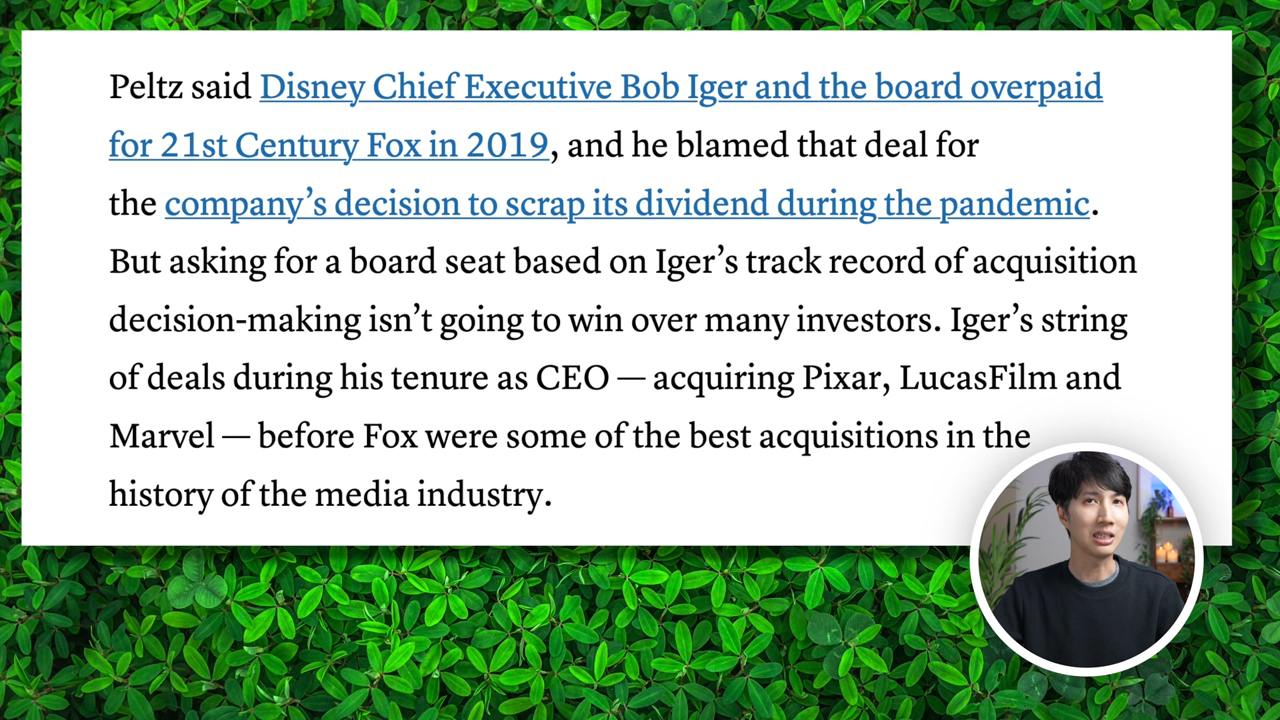 Peltz said Disney Chief Executive Bob Iger and the board overpaid
for 21st Century Fox in 2019, and he blamed that deal for
the company’s decision to scrap its dividend during the pandemic.
But asking for a board seat based on Iger’s track record of acquisition
decision-making isn’t going to win over many investors. Iger’s string
of deals during his tenure as CEO — acquiring Pixar, LucasFilm and
Marvel — before Fox were some of the best acquisitions in the
history of the media industry.